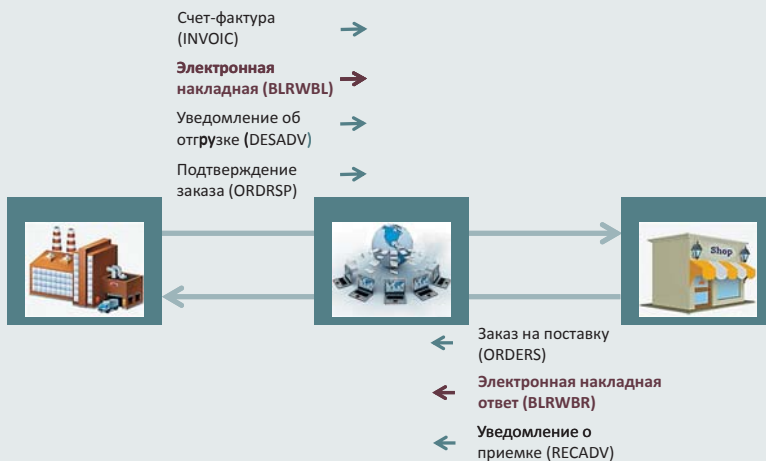 Счет-фактура
(INVOIC)
Электронная
накладная (BLRWBL)
Уведомление об
отгрузке (DESADV)
Подтверждение
заказа (ORDRSP)
Shop
Заказ на поставку
(ORDERS)
Электронная накладная
ответ (BLRWBR)
Уведомление о
приемке (RECADV)